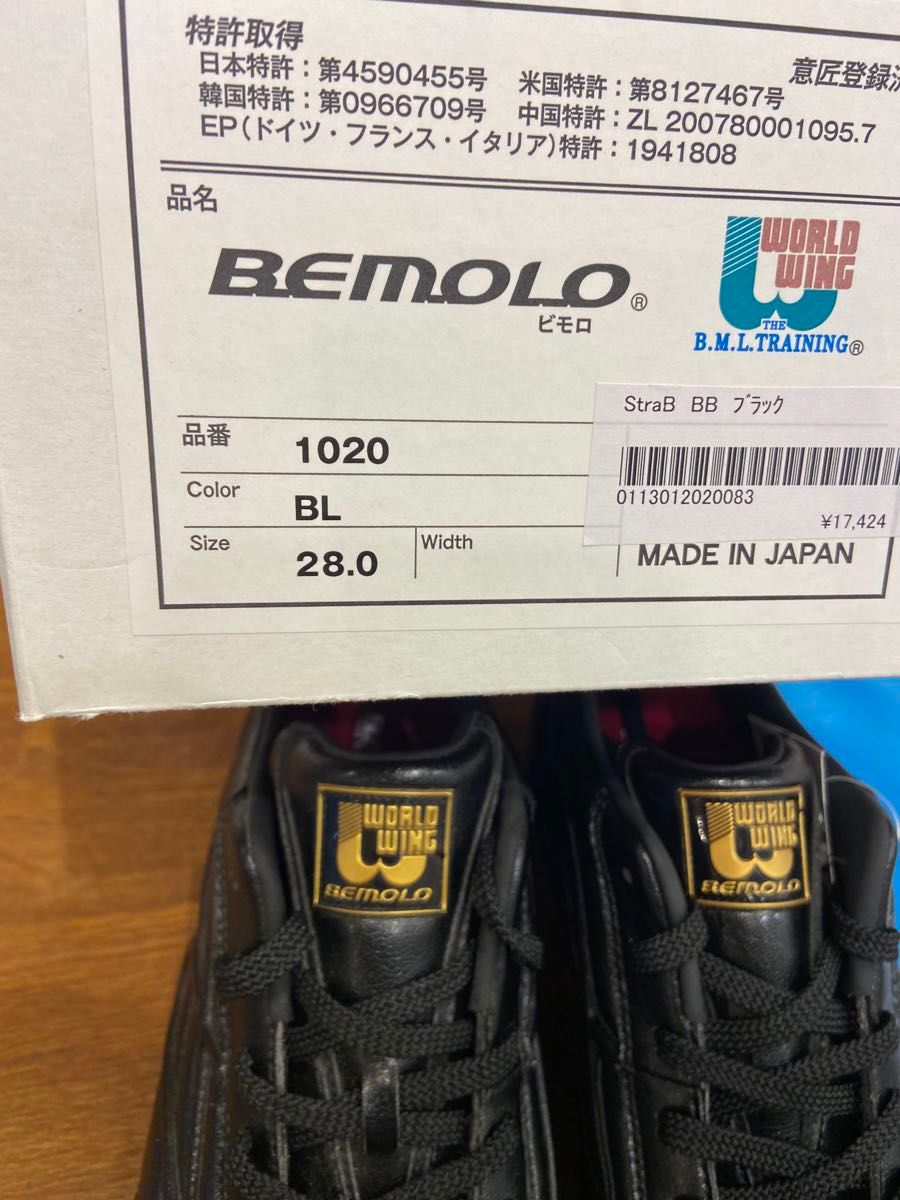 特許取得
意匠登録済
日本特許：第4590455号 米国特許：第8127467号
韓国特許：第0966709号 中国特許：ZL 200780001095.7
EP（ドイツ・フランス・イタリア）特許：1941808
品名
BEMOLO®
ビモロ
WORLD
WING
THE
B.M.L.TRAINING®
StraB BB ブラック
0113012020083
¥17,424
品番 1020
Color BL
Size 28.0 Width
MADE IN JAPAN
WORLD
WING
BEMOLO
WORLD
WING
BEMOLO